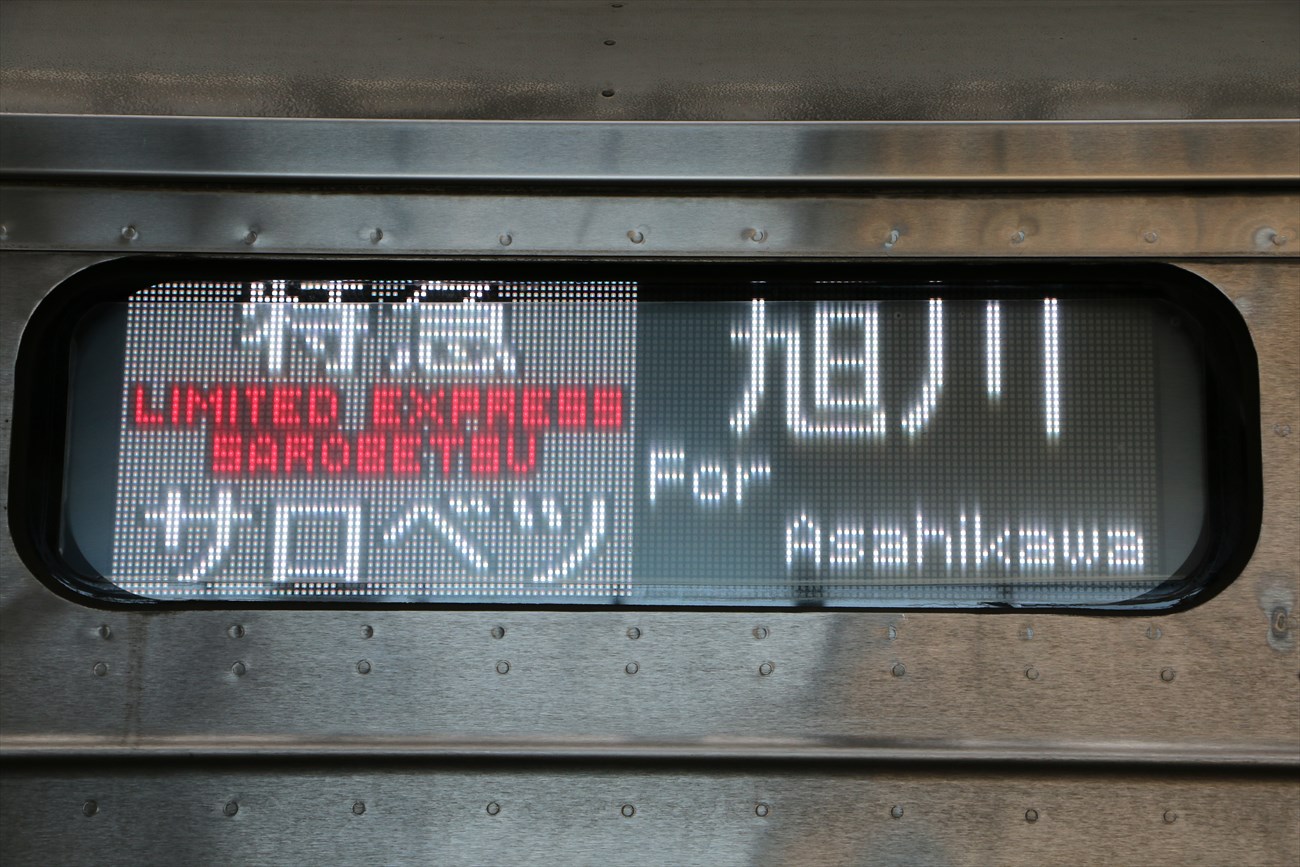 特急
LIMITED EXPRESS
SAROBETSU
サロベツ
旭川
For
Asahikawa